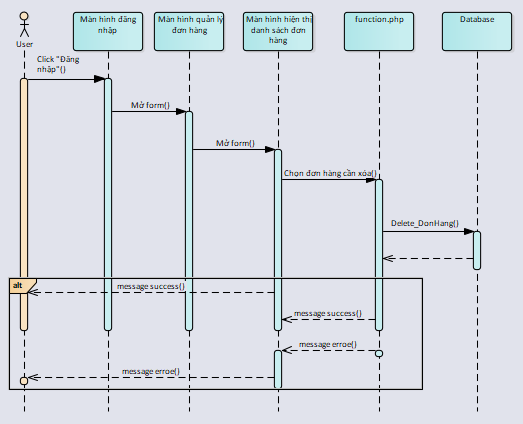 User
Màn hình đăng
nhập
Màn hình quản lý
đơn hàng
Màn hình hiện thị
danh sách đơn
hàng
function.php
Database
Click "Đăng
nhập"()
Mở form()
Mở form()
Chọn đơn hàng cần xóa()
Delete_DonHang()
alt
message success()
message success()
message erroe()
message erroe()